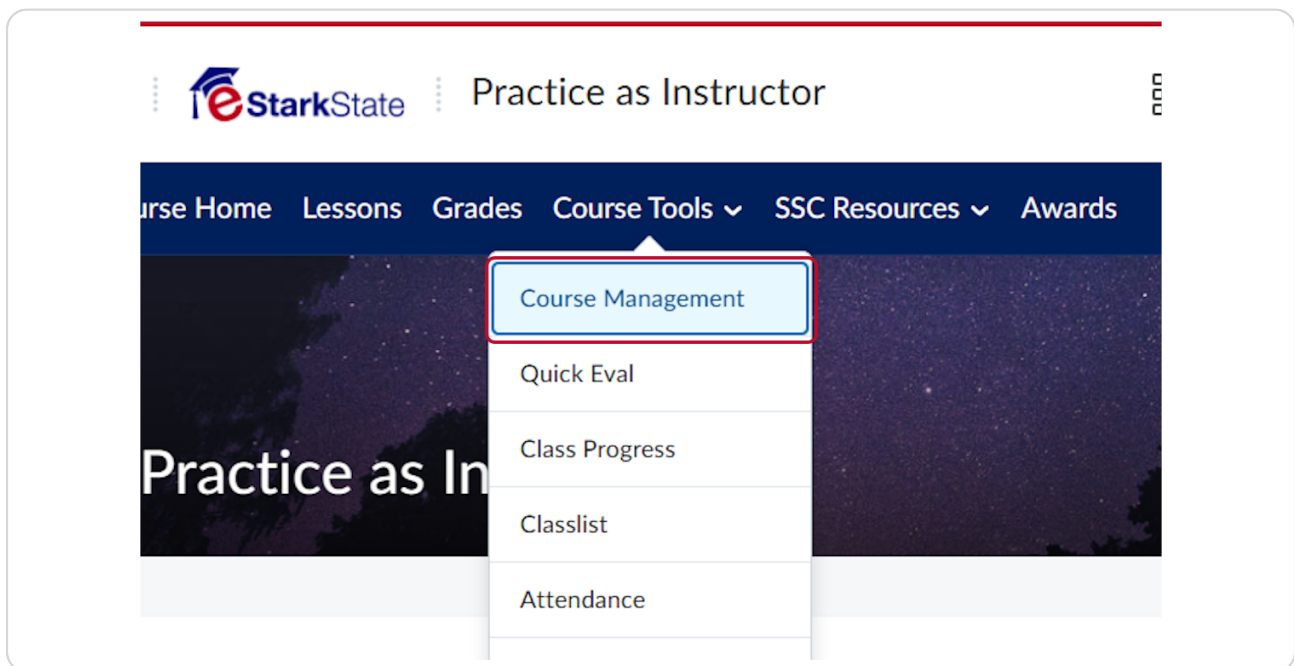 eStarkState
Practice as Instructor
urse Home Lessons Grades Course Tools SSC Resources Awards
Course Management
Quick Eval
Practice as In
Class Progress
Classlist
Attendance